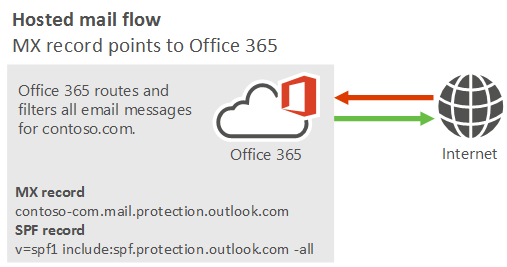 Hosted mail flow
MX record points to Office 365
Office 365 routes and
filters all email messages
for contoso.com.
Office 365
Internet
MX record
contoso-com.mail.protection.outlook.com
SPF record
v=spf1 include:spf.protection.outlook.com -all